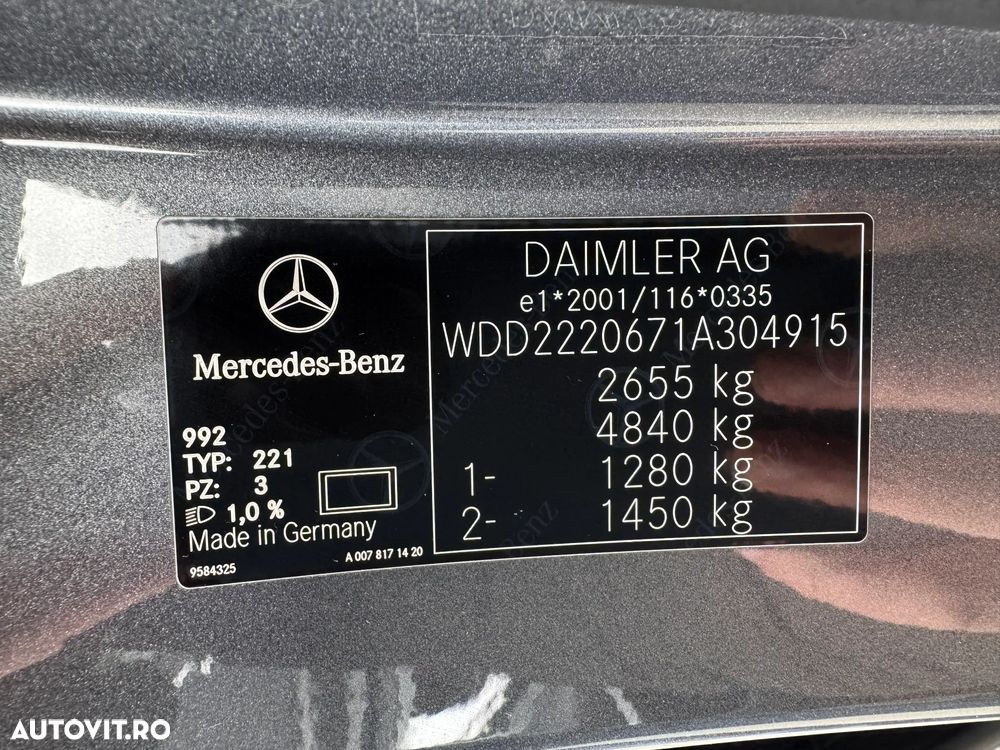 Mercedes-Benz
992
TYP: 221
PZ: 3
1,0 %
Made in Germany
9584325
A 007 817 14 20
DAIMLER AG
e1*2001/116*0335
WDD2220671A304915
2655 kg
4840 kg
1- 1280 kg
2- 1450 kg
AUTOVIT.RO